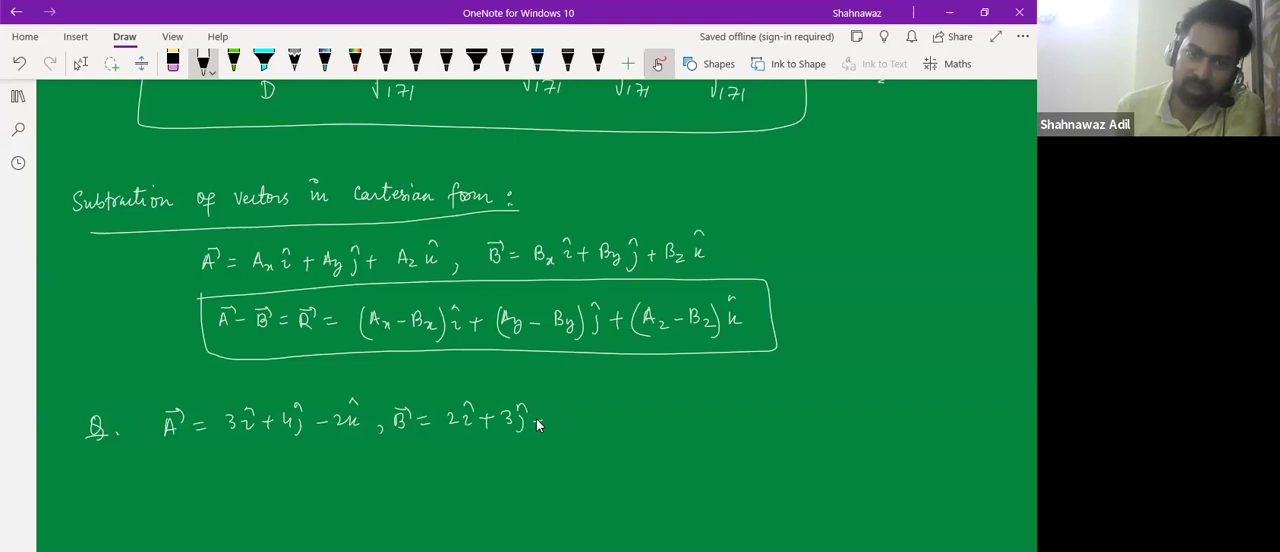 OneNote for Windows 10
Shahnawaz
Home Insert Draw View Help
Saved offline (sign-in required)
Share
Shapes
Ink to Shape
Ink to Text
Maths
D √171 √171 √171 √171
Shahnawaz Adil
Subtraction of vectors in Cartesian form :
A⃗ = Ax î + Ay ĵ + Az k̂ , B⃗ = Bx î + By ĵ + Bz k̂
A⃗ - B⃗ = R⃗ = (Ax - Bx) î + (Ay - By) ĵ + (Az - Bz) k̂
Q. A⃗ = 3î + 4ĵ - 2k̂ , B⃗ = 2î + 3ĵ